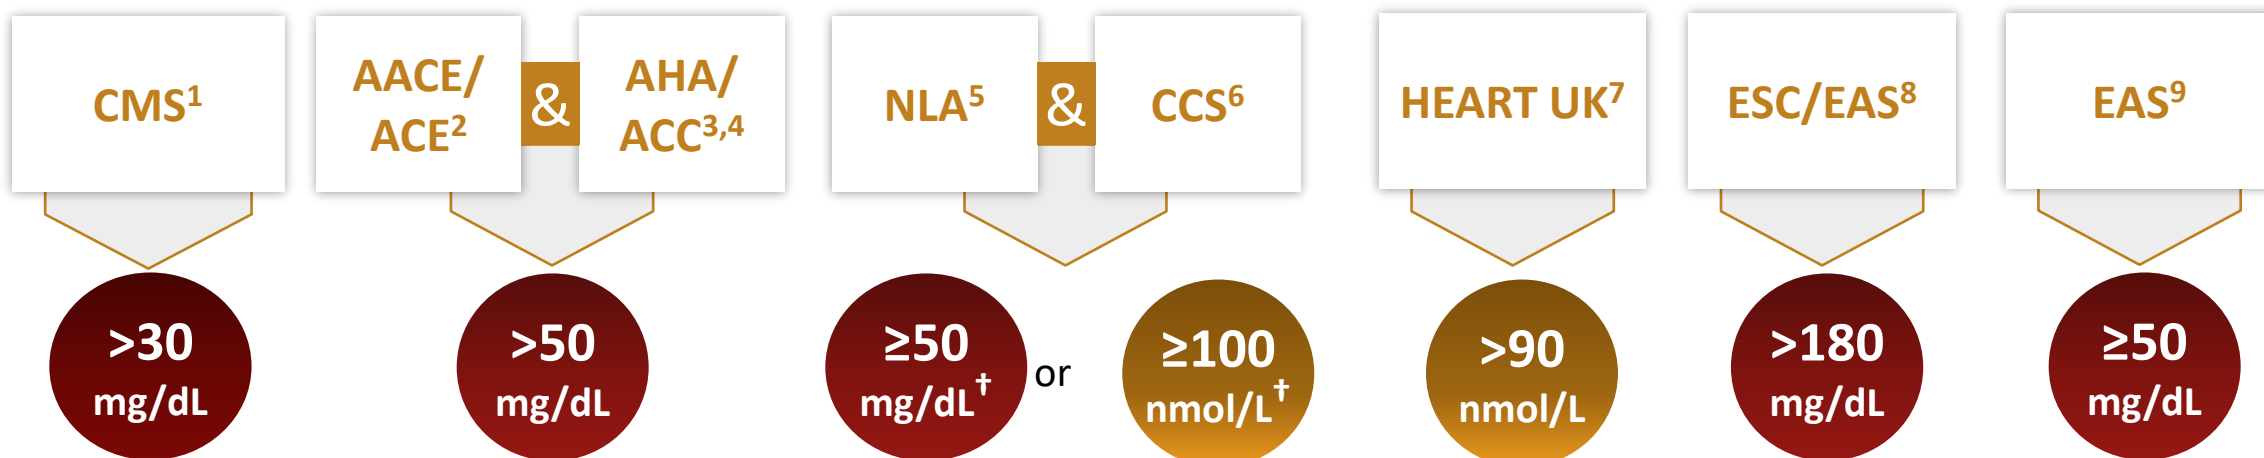 CMS¹
AACE/
ACE²
&
AHA/
ACC³,⁴
NLA⁵
&
CCS⁶
HEART UK⁷
ESC/EAS⁸
EAS⁹
>30
mg/dL
>50
mg/dL
≥50
mg/dL†
or
≥100
nmol/L†
>90
nmol/L
>180
mg/dL
≥50
mg/dL